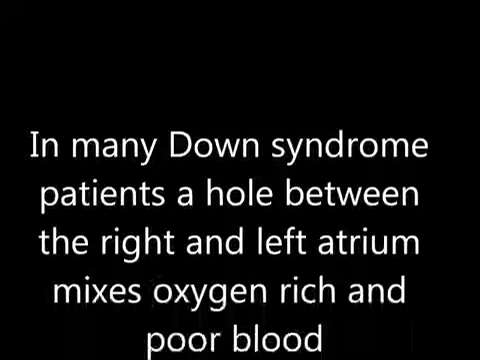 In many Down syndrome
patients a hole between
the right and left atrium
mixes oxygen rich and
poor blood